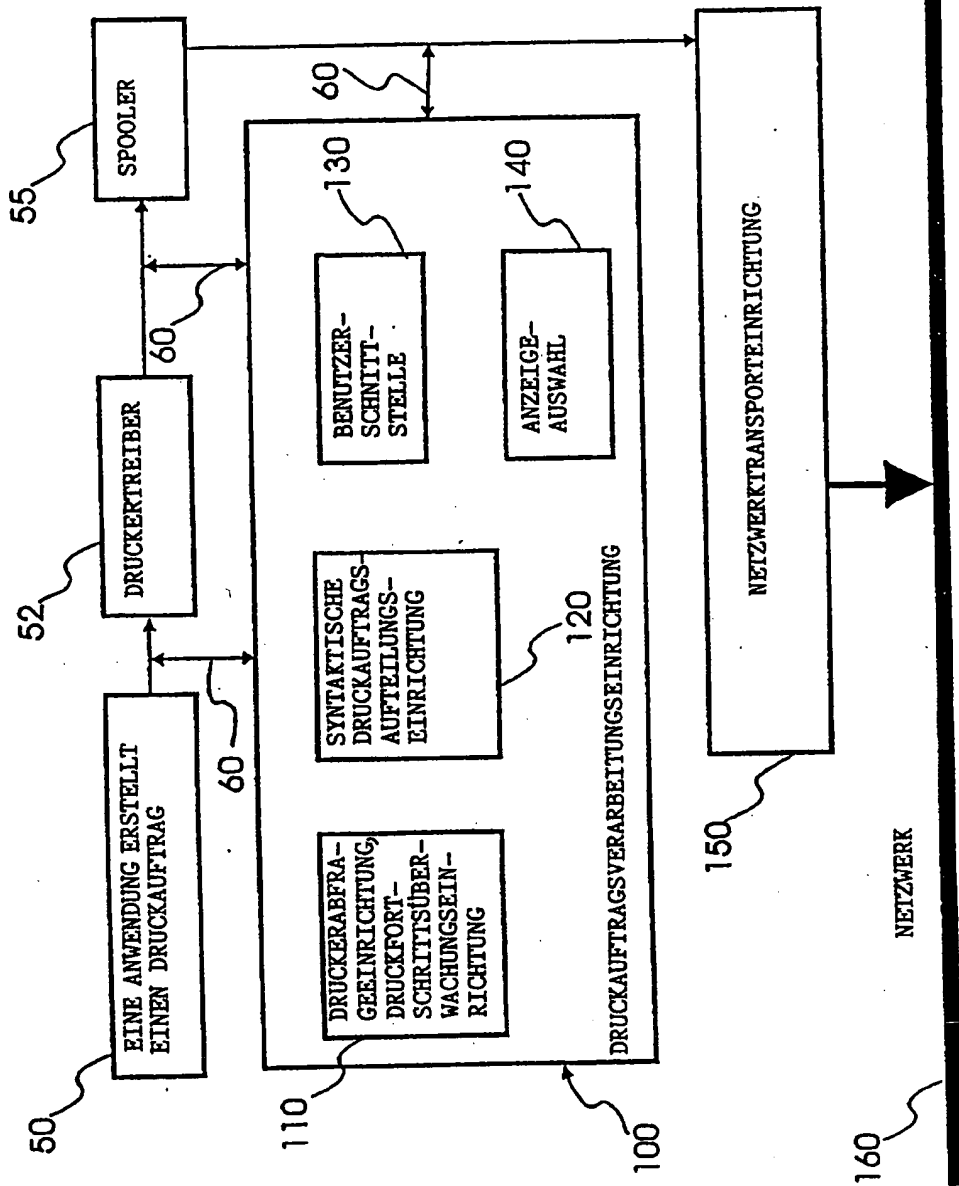 50
EINE ANWENDUNG ERSTELLT
EINEN DRUCKAUFTRAG
52
DRUCKERTREIBER
55
SPOOLER
60
60
60
110
DRUCKERABFRA-
GEEINRICHTUNG,
DRUCKFORT-
SCHRITTSÜBER-
WACHUNGSEIN-
RICHTUNG
SYNTAKTISCHE
DRUCKAUFTRAGS-
AUFTEILUNGS-
EINRICHTUNG
120
BENUTZER-
SCHNITT-
STELLE
130
ANZEIGE-
AUSWAHL
140
DRUCKAUFTRAGSVERARBEITUNGSEINRICHTUNG
100
NETZWERKTRANSPORTEINRICHTUNG
150
NETZWERK
160